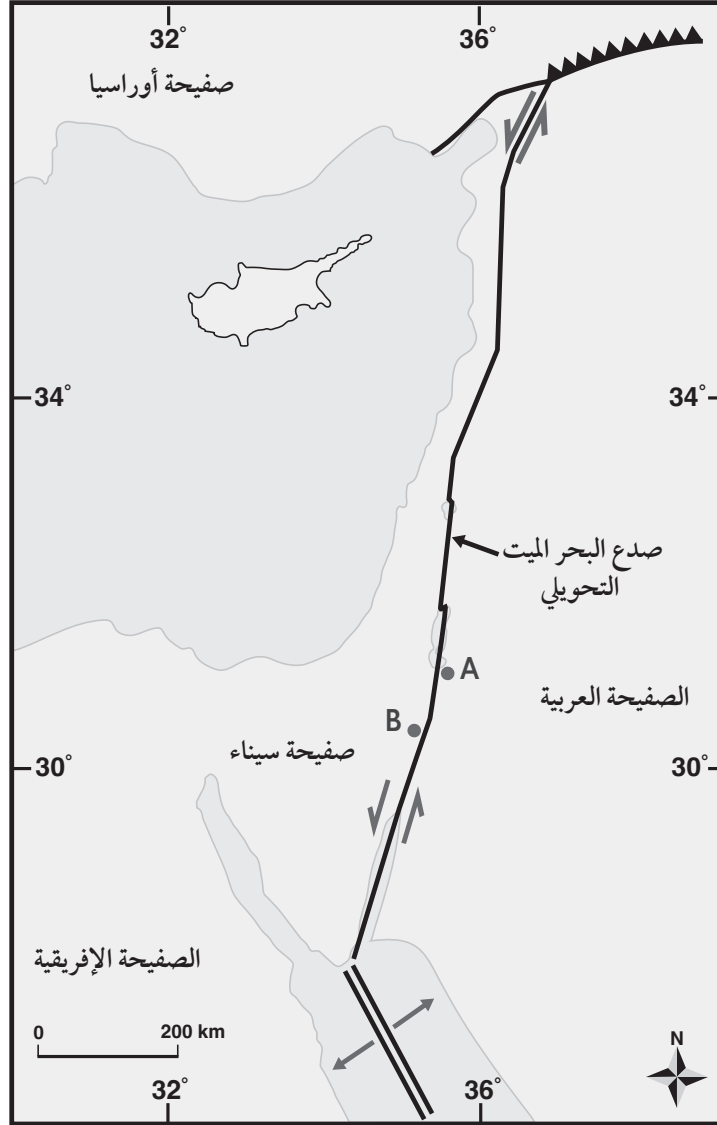 32°
36°
صفيحة أوراسيا
34°
34°
صدع البحر الميت
التحويلي
A
الصفيحة العربية
B
صفيحة سيناء
30°
30°
الصفيحة الإفريقية
0
200 km
N
32°
36°